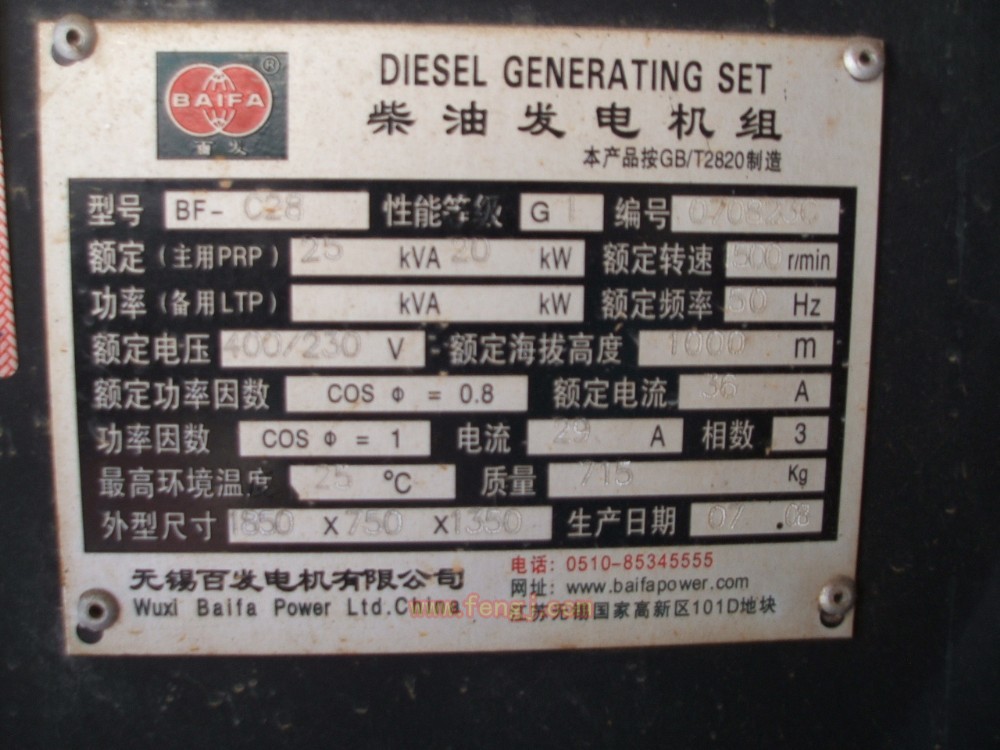 BAIFA ®
百发
DIESEL GENERATING SET
柴油发电机组
本产品按GB/T2820制造
型号 BF- C28 性能等级 G 1 编号
额定（主用PRP）25 kVA 20 kW 额定转速 1500 r/min
功率（备用LTP） kVA kW 额定频率 50 Hz
额定电压 400/230 V 额定海拔高度 1000 m
额定功率因数 COS Φ = 0.8 额定电流 36 A
功率因数 COS Φ = 1 电流 29 A 相数 3
最高环境温度 25 °C 质量 715 Kg
外型尺寸 1850 X 750 X 1350 生产日期 07 .08
无锡百发电机有限公司
Wuxi Baifa Power Ltd.China
电话：0510-85345555
网址：www.baifapower.com
江苏无锡国家高新区101D地块